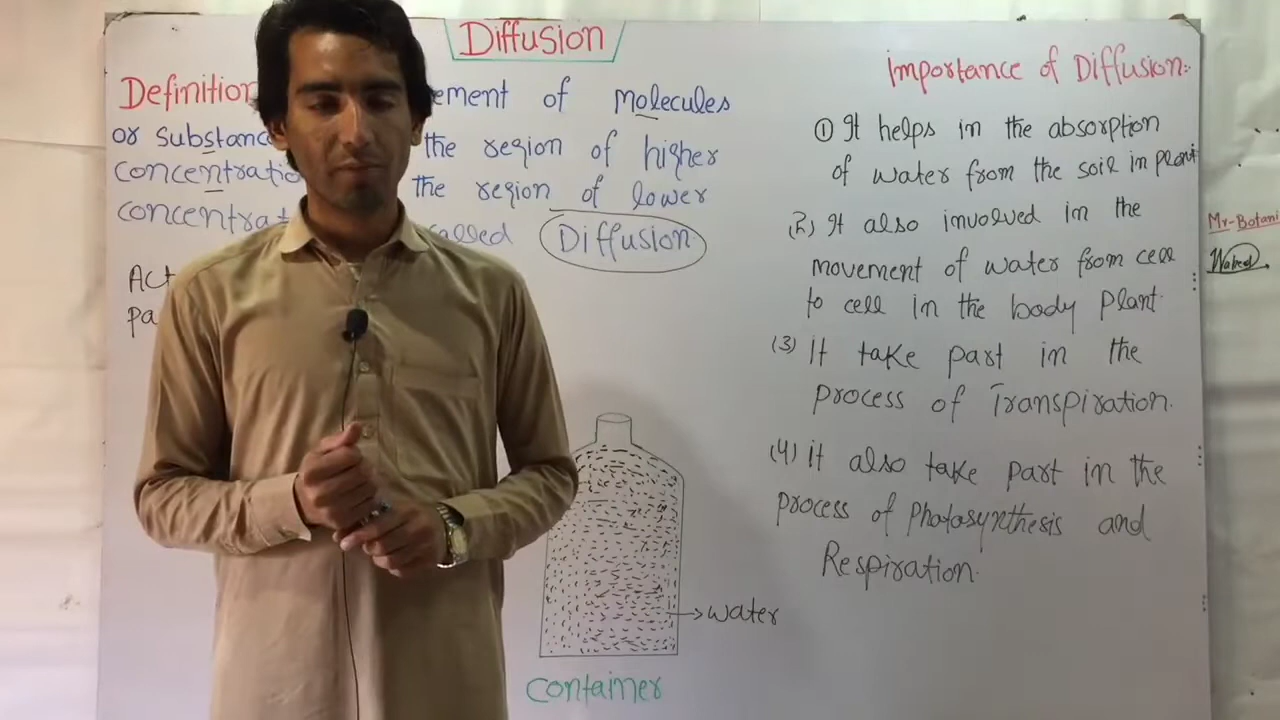 Diffusion
Definition
ement of Molecules
or Substanc the region of higher
concentratio the region of lower
concentrat called Diffusion
Act
Pa
water
Container
Importance of Diffusion:
(1) It helps in the absorption
of water from the soil in plant
(2) It also involved in the
movement of water from cell
to cell in the body Plant.
(3) It take part in the
Process of Transpiration.
(4) it also take part in the
Process of Photosynthesis and
Respiration.
Mr-Botani
Waheed